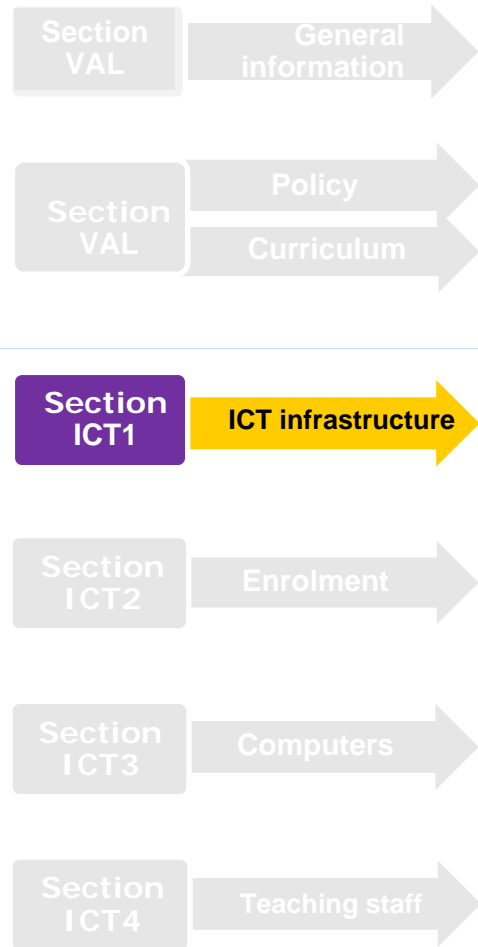 Section
VAL
General
information
Section
VAL
Policy
Curriculum
Section
ICT1
ICT infrastructure
Section
ICT2
Enrolment
Section
ICT3
Computers
Section
ICT4
Teaching staff